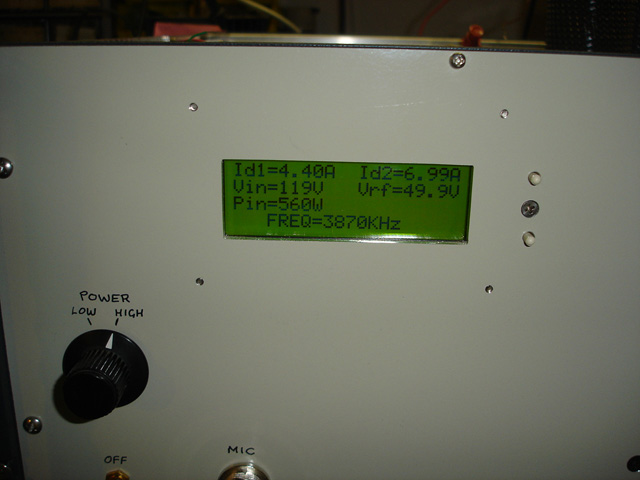 Id1=4.40A Id2=6.99A
Vin=119V Vrf=49.9V
Pin=560W
FREQ=3870KHz
POWER
LOW HIGH
OFF
MIC